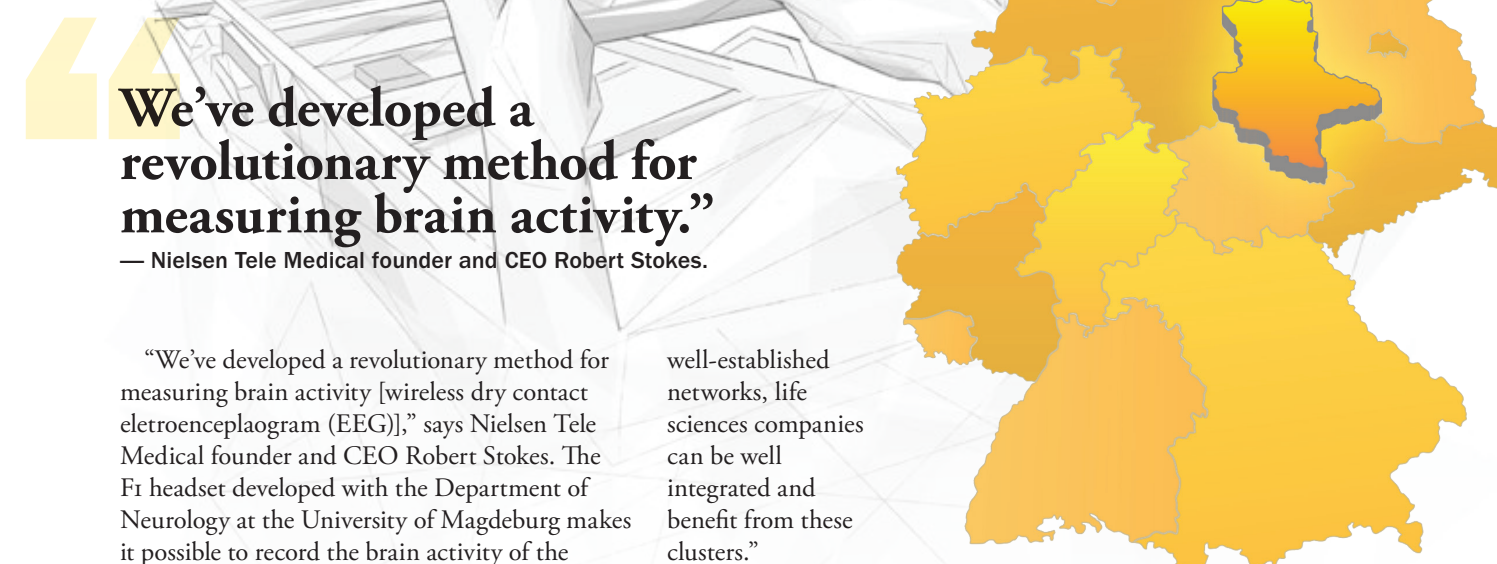 “
We’ve developed a
revolutionary method for
measuring brain activity.”
— Nielsen Tele Medical founder and CEO Robert Stokes.
“We’ve developed a revolutionary method for
measuring brain activity [wireless dry contact
eletroenceplaogram (EEG)],” says Nielsen Tele
Medical founder and CEO Robert Stokes. The
F1 headset developed with the Department of
Neurology at the University of Magdeburg makes
it possible to record the brain activity of the
well-established
networks, life
sciences companies
can be well
integrated and
benefit from these
clusters.”